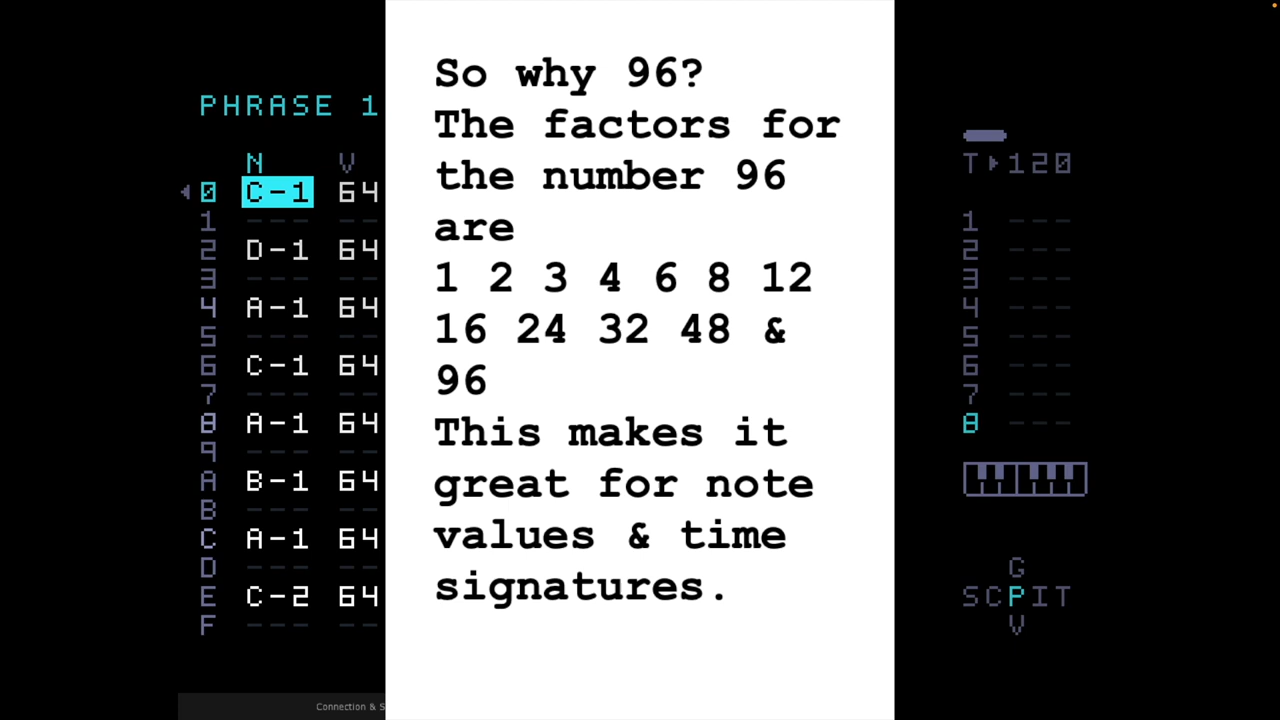 PHRASE 1
N V
0 C-1 64
1 --- --
2 D-1 64
3 --- --
4 A-1 64
5 --- --
6 C-1 64
7 --- --
8 A-1 64
9 --- --
A B-1 64
B --- --
C A-1 64
D --- --
E C-2 64
F --- --
Connection & S
So why 96?
The factors for
the number 96
are
1 2 3 4 6 8 12
16 24 32 48 &
96
This makes it
great for note
values & time
signatures.
T▸120
1 ---
2 ---
3 ---
4 ---
5 ---
6 ---
7 ---
8 ---
G
SCPIT
V